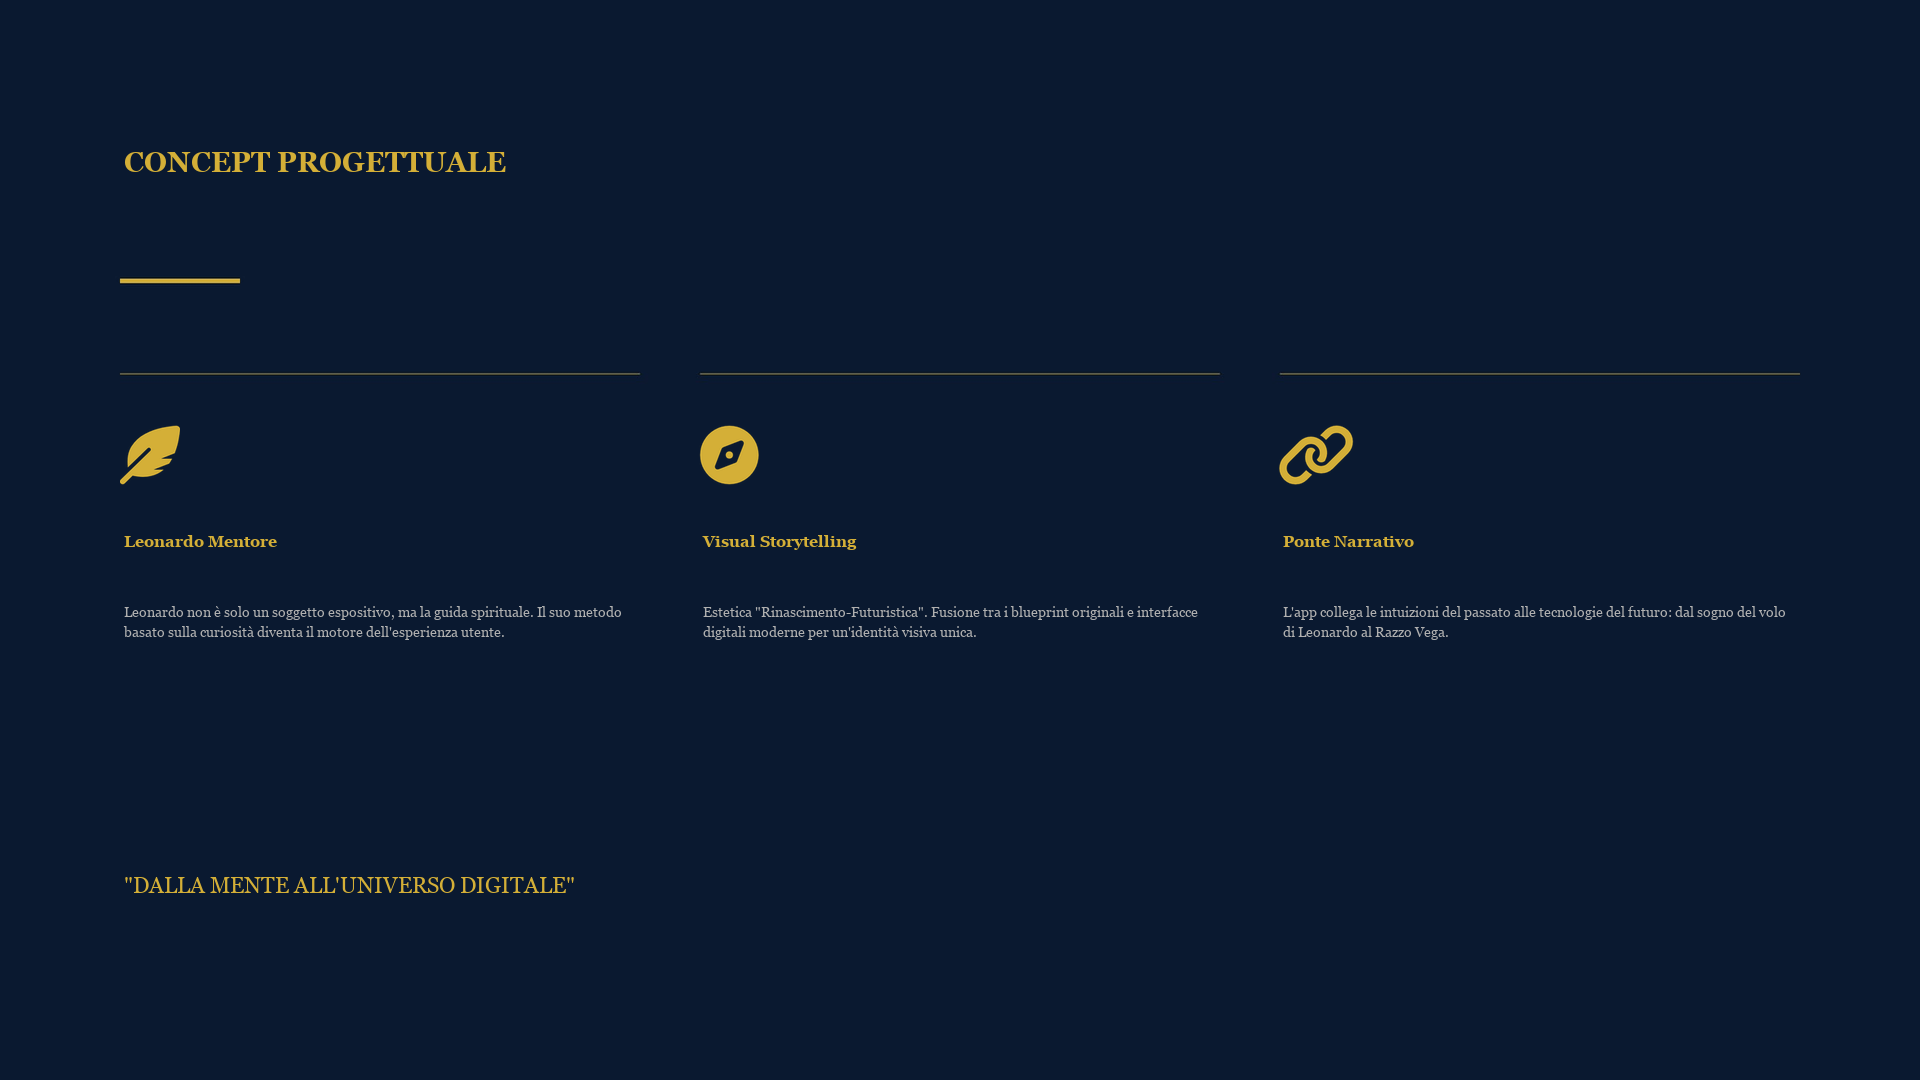 CONCEPT PROGETTUALE
Leonardo Mentore
Leonardo non è solo un soggetto espositivo, ma la guida spirituale. Il suo metodo
basato sulla curiosità diventa il motore dell'esperienza utente.
Visual Storytelling
Estetica "Rinascimento-Futuristica". Fusione tra i blueprint originali e interfacce
digitali moderne per un'identità visiva unica.
Ponte Narrativo
L'app collega le intuizioni del passato alle tecnologie del futuro: dal sogno del volo
di Leonardo al Razzo Vega.
"DALLA MENTE ALL'UNIVERSO DIGITALE"